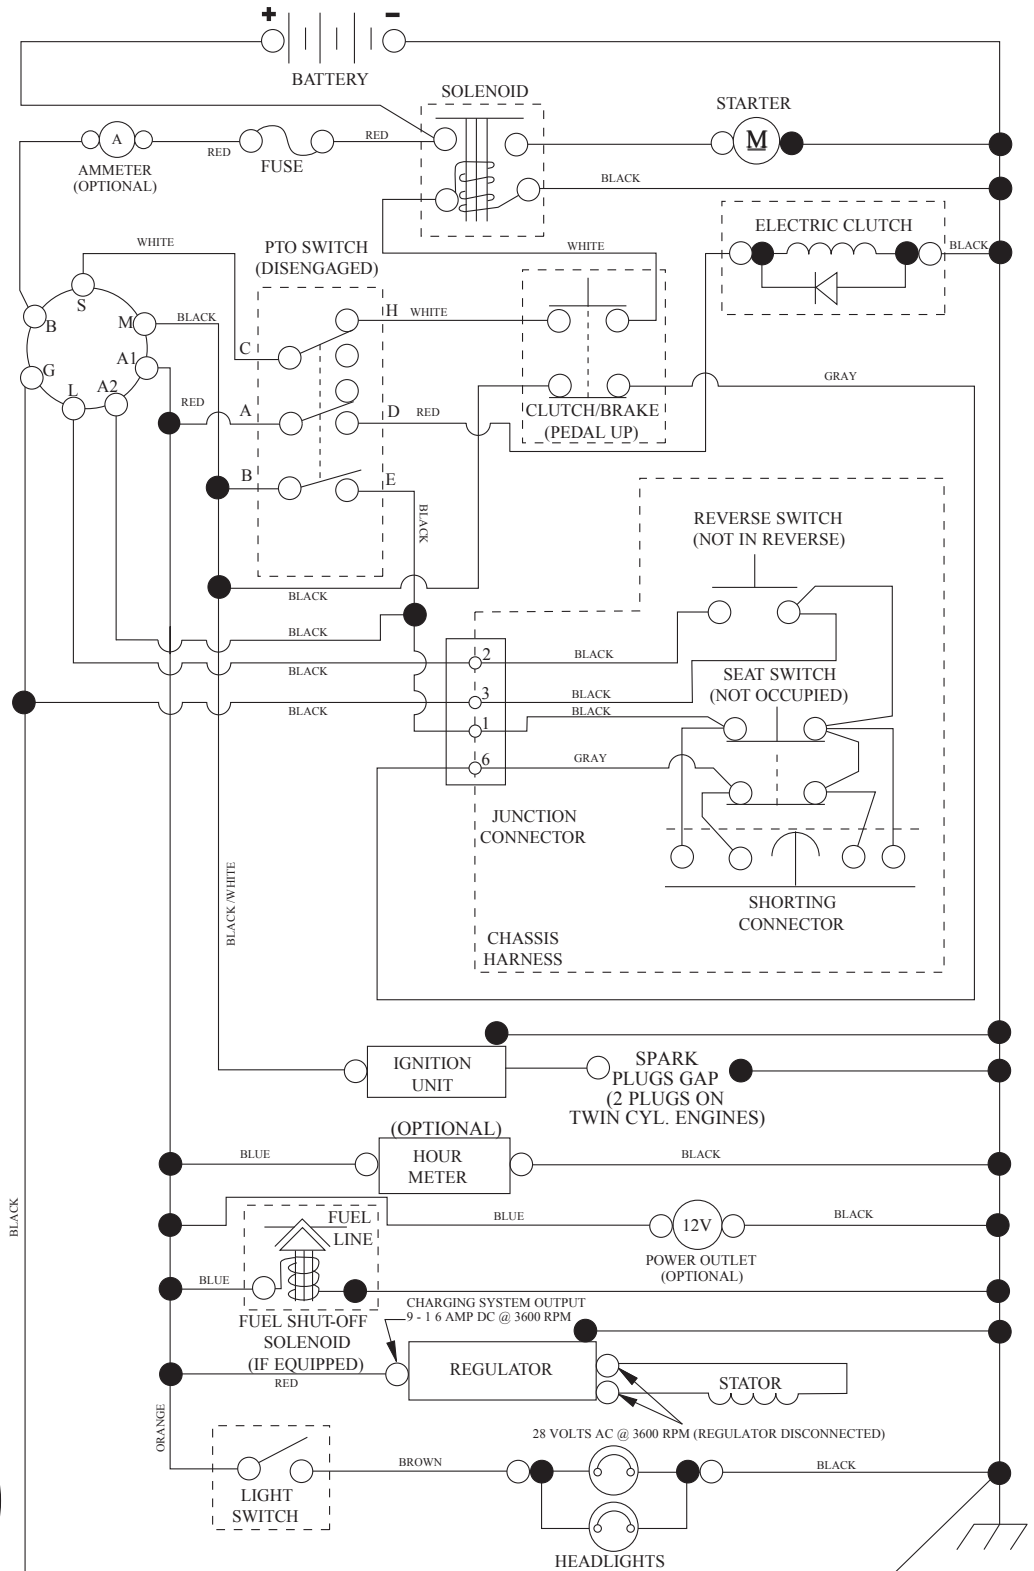 + −
BATTERY
SOLENOID
STARTER
M
A
AMMETER
(OPTIONAL)
RED
FUSE
RED
BLACK
ELECTRIC CLUTCH
BLACK
WHITE
PTO SWITCH
(DISENGAGED)
WHITE
S
B
M
BLACK
H
WHITE
C
A1
G
L
A2
RED
A
D
RED
GRAY
CLUTCH/BRAKE
(PEDAL UP)
B
E
BLACK
REVERSE SWITCH
(NOT IN REVERSE)
BLACK
BLACK
2
BLACK
BLACK
SEAT SWITCH
(NOT OCCUPIED)
3
BLACK
BLACK
BLACK
1
6
GRAY
JUNCTION
CONNECTOR
BLACK /WHITE
SHORTING
CONNECTOR
CHASSIS
HARNESS
IGNITION
UNIT
SPARK
PLUGS GAP
(2 PLUGS ON
TWIN CYL. ENGINES)
(OPTIONAL)
BLUE
HOUR
METER
BLACK
BLACK
FUEL
LINE
BLUE
12V
BLACK
POWER OUTLET
(OPTIONAL)
BLUE
FUEL SHUT-OFF
SOLENOID
(IF EQUIPPED)
CHARGING SYSTEM OUTPUT
9 - 1 6 AMP DC @ 3600 RPM
RED
REGULATOR
STATOR
28 VOLTS AC @ 3600 RPM (REGULATOR DISCONNECTED)
ORANGE
BROWN
BLACK
LIGHT
SWITCH
HEADLIGHTS